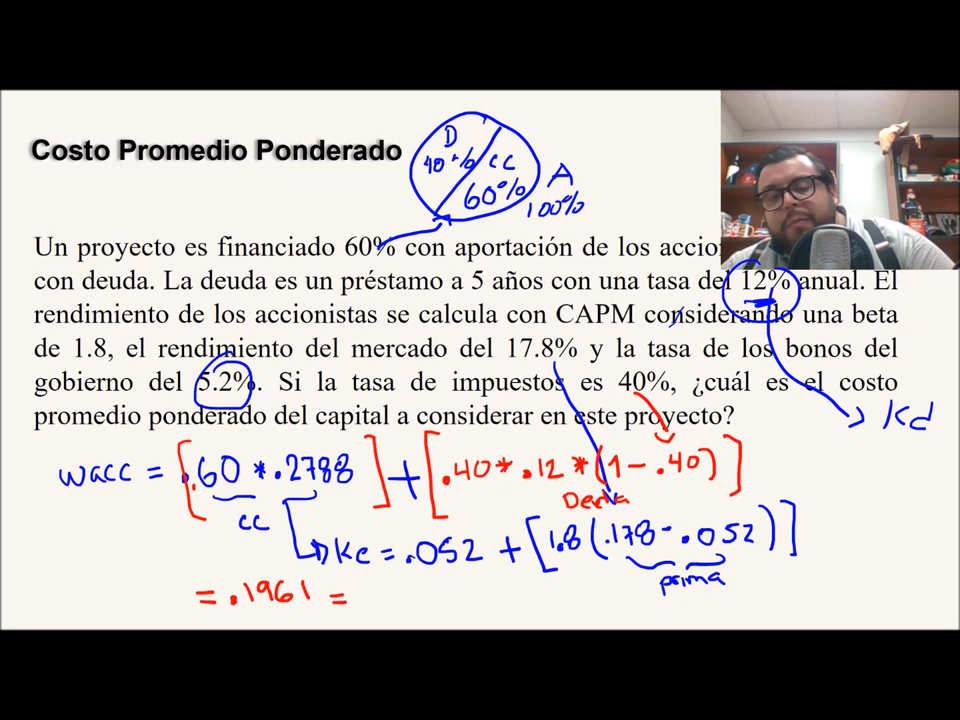 Costo Promedio Ponderado
D
40% cc
60% A
100%
Un proyecto es financiado 60% con aportación de los
con deuda. La deuda es un préstamo a 5 años con una tasa del 12% anual. El
rendimiento de los accionistas se calcula con CAPM considerando una beta
de 1.8, el rendimiento del mercado del 17.8% y la tasa de los bonos del
gobierno del 5.2%. Si la tasa de impuestos es 40%, ¿cuál es el costo
promedio ponderado del capital a considerar en este proyecto?
Kd
wacc = [.60 * .2788] + [.40 * .12 * (1 - .40)]
cc
Deuda
Ke = .052 + [1.8 (.178 - .052)]
prima
= .1961 =